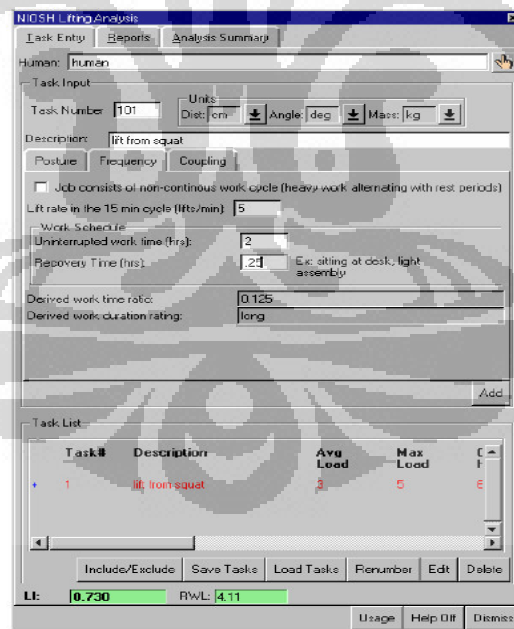 NIOSH Lifting Analysis
Task Entry Reports Analysis Summary
Human: human
Task Input
Task Number 101 Units Dist: cm Angle: deg Mass: kg
Description: lift from squat
Posture Frequency Coupling
Job consists of non-continous work cycle (heavy work alternating with rest periods)
Lift rate in the 15 min cycle (lifts/min): 5
Work Schedule
Uninterrupted work time (hrs): 2
Recovery Time (hrs): .25 Ex: sitting at desk, light
assembly
Derived work time ratio: 0.125
Derived work duration rating: long
Add
Task List
Task# Description Avg Max
Load Load
+ 1 lift from squat 3 5 6
Include/Exclude Save Tasks Load Tasks Renumber Edit Delete
LI: 0.730 RWL: 4.11
Usage Help Off Dismiss